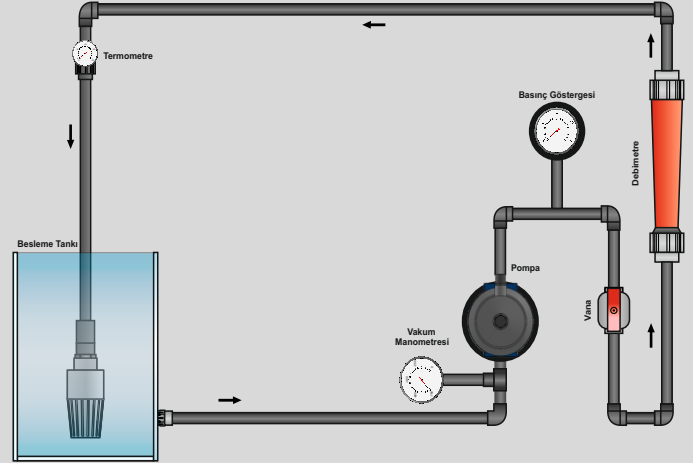 Termometre
Basınç Göstergesi
Debimetre
Besleme Tankı
Pompa
Vana
Vakum
Manometresi